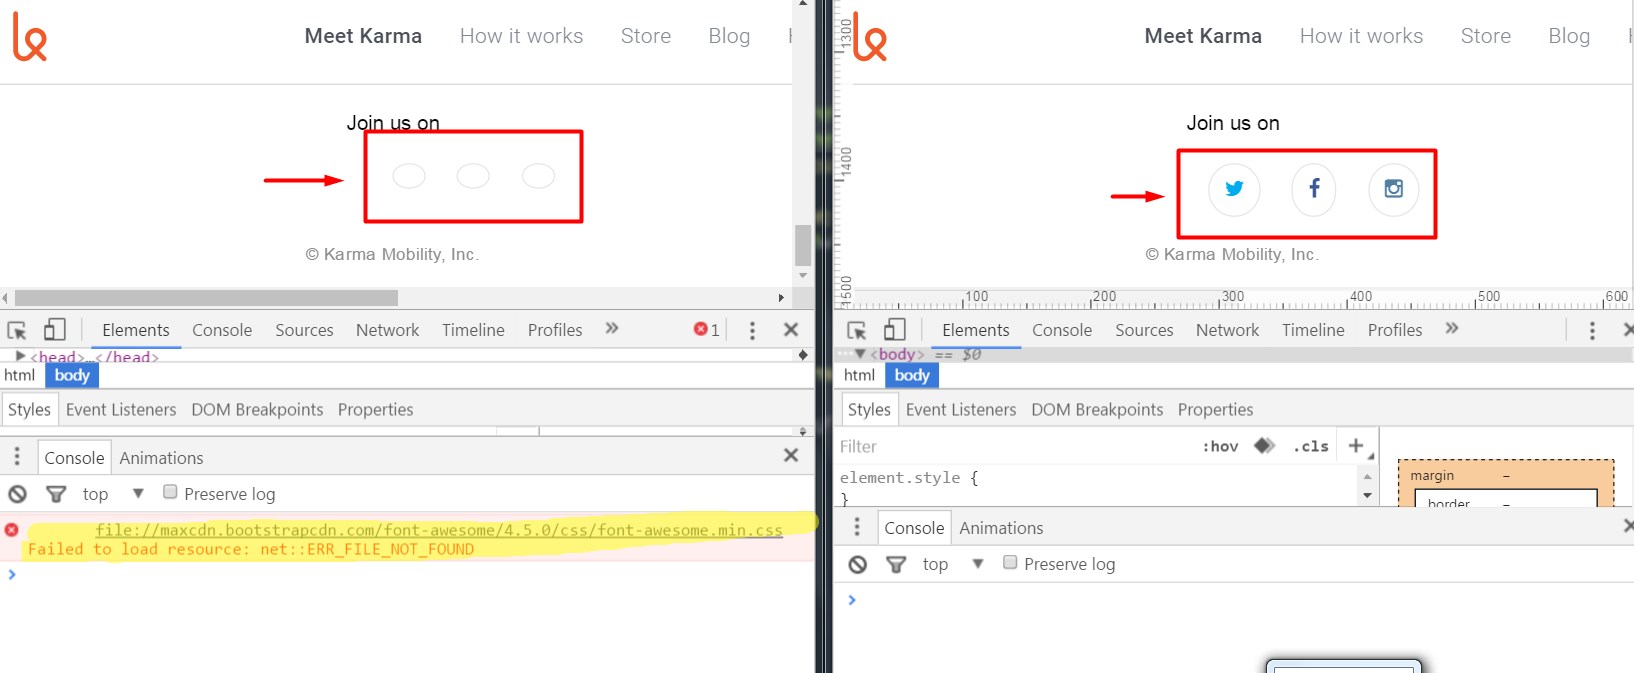 Meet Karma How it works Store Blog
Join us on
© Karma Mobility, Inc.
Elements Console Sources Network Timeline Profiles » 1
<head>…</head>
html body
Styles Event Listeners DOM Breakpoints Properties
Console Animations
top Preserve log
file://maxcdn.bootstrapcdn.com/font-awesome/4.5.0/css/font-awesome.min.css
Failed to load resource: net::ERR_FILE_NOT_FOUND
1300
1400
1500
Meet Karma How it works Store Blog
Join us on
© Karma Mobility, Inc.
100 200 300 400 500 600
Elements Console Sources Network Timeline Profiles »
<body> == $0
html body
Styles Event Listeners DOM Breakpoints Properties
Filter :hov .cls +
element.style {
}
margin –
border –
Console Animations
top Preserve log